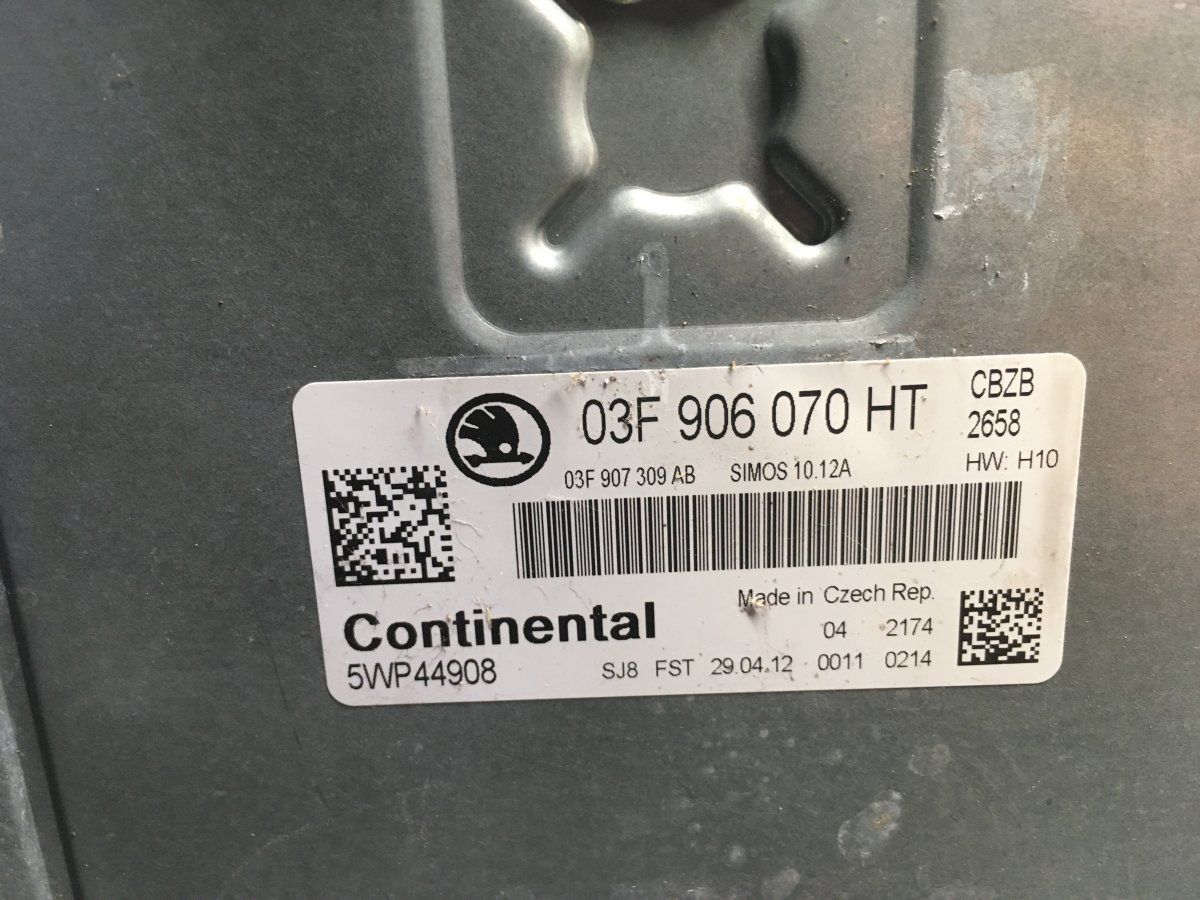 03F 906 070 HT
CBZB
2658
HW: H10
03F 907 309 AB SIMOS 10.12A
Made in Czech Rep.
Continental
04 2174
5WP44908
SJ8 FST 29.04.12 0011 0214